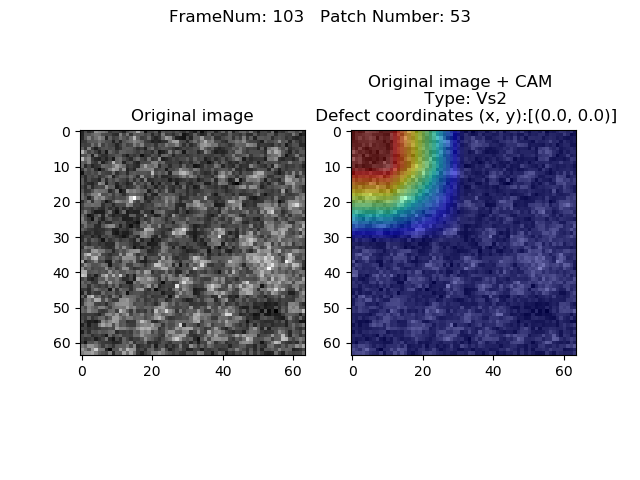 FrameNum: 103   Patch Number: 53
Original image
Original image + CAM
Type: Vs2
Defect coordinates (x, y):[(0.0, 0.0)]
0
10
20
30
40
50
60
0 20 40 60
0
10
20
30
40
50
60
0 20 40 60